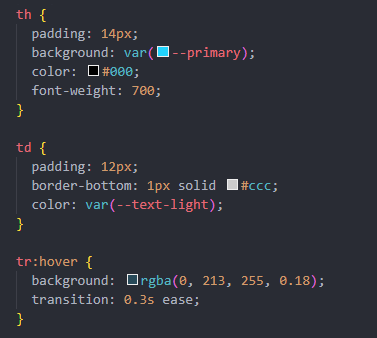 th {
  padding: 14px;
  background: var(--primary);
  color: #000;
  font-weight: 700;
}

td {
  padding: 12px;
  border-bottom: 1px solid #ccc;
  color: var(--text-light);
}

tr:hover {
  background: rgba(0, 213, 255, 0.18);
  transition: 0.3s ease;
}